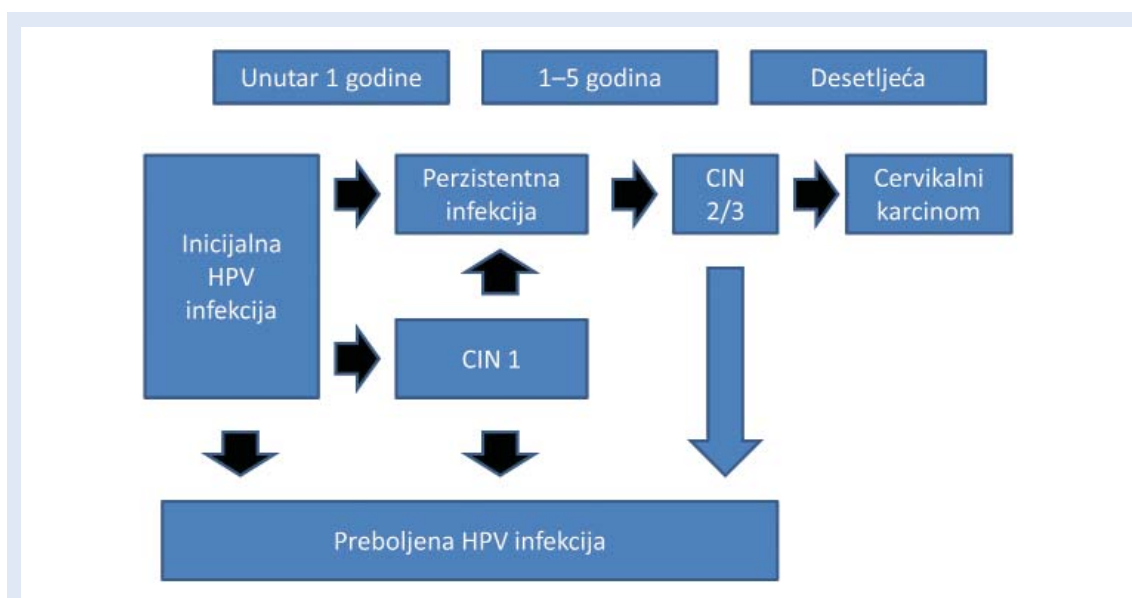 Unutar 1 godine
1–5 godina
Desetljeća
Inicijalna
HPV
infekcija
Perzistentna
infekcija
CIN
2/3
Cervikalni
karcinom
CIN 1
Preboljena HPV infekcija